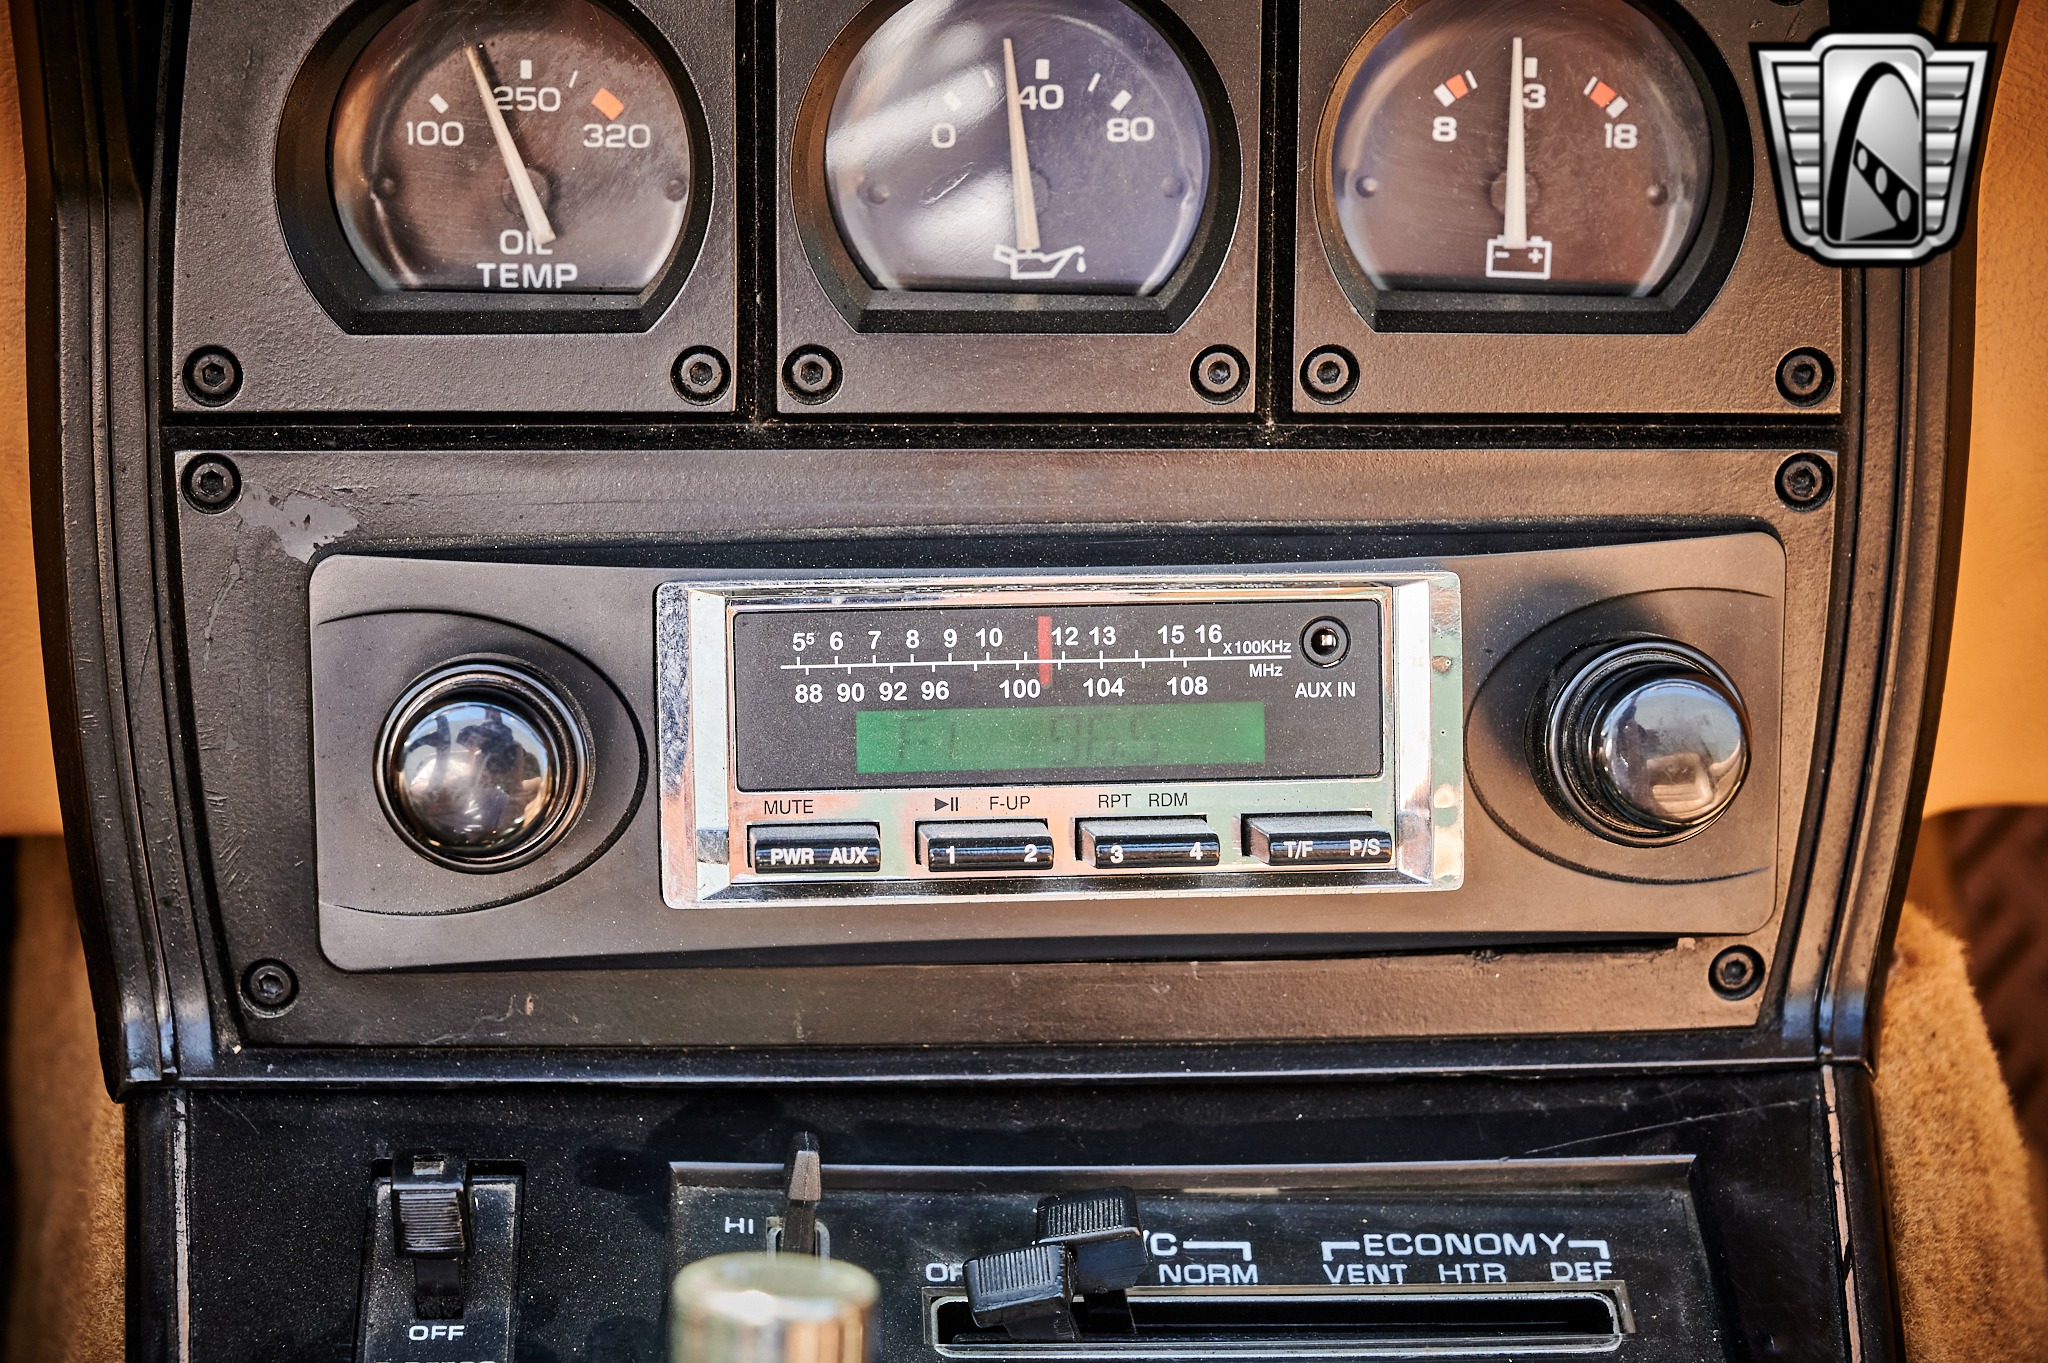 250
100 320
OIL
TEMP
40
0 80
3
8 18
- +
55 6 7 8 9 10 12 13 15 16 x100KHz
MHz
88 90 92 96 100 104 108
AUX IN
MUTE ▶II F-UP RPT RDM
PWR AUX 1 2 3 4 T/F P/S
HI
NORM
ECONOMY
VENT HTR DEF
OFF